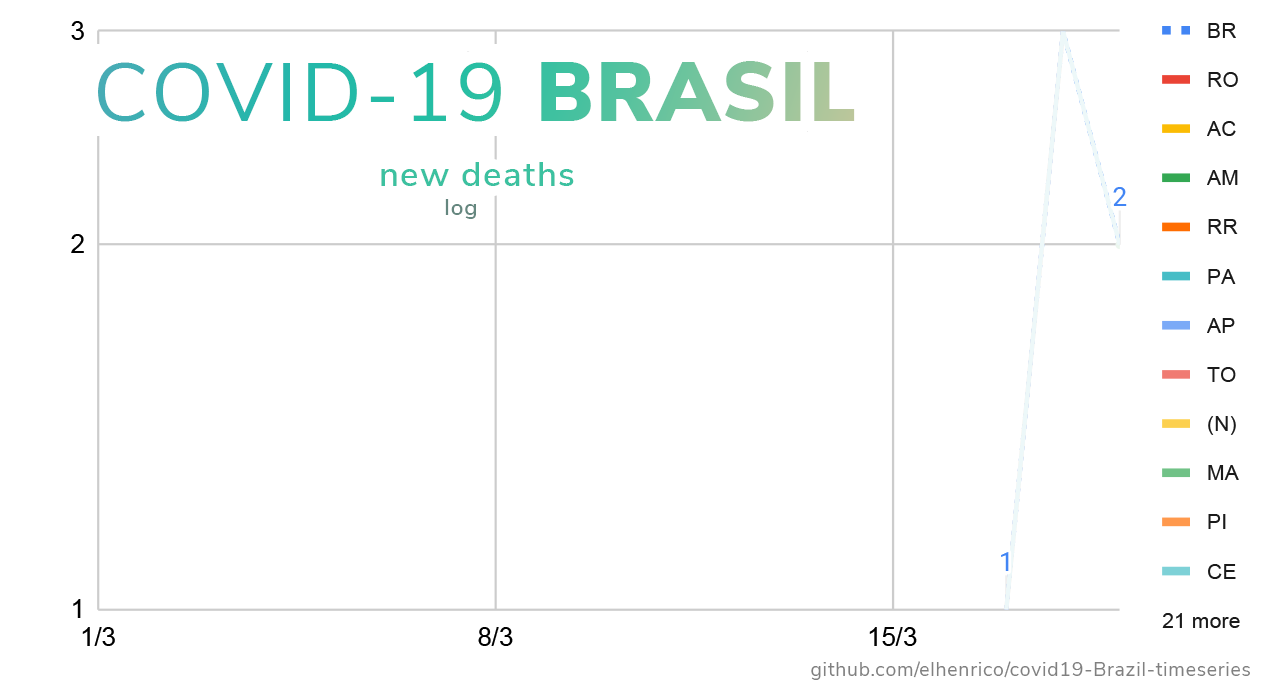 3
COVID-19 BRASIL
new deaths
log
2
2
1
1
1/3 8/3 15/3
BR
RO
AC
AM
RR
PA
AP
TO
(N)
MA
PI
CE
21 more
github.com/elhenrico/covid19-Brazil-timeseries